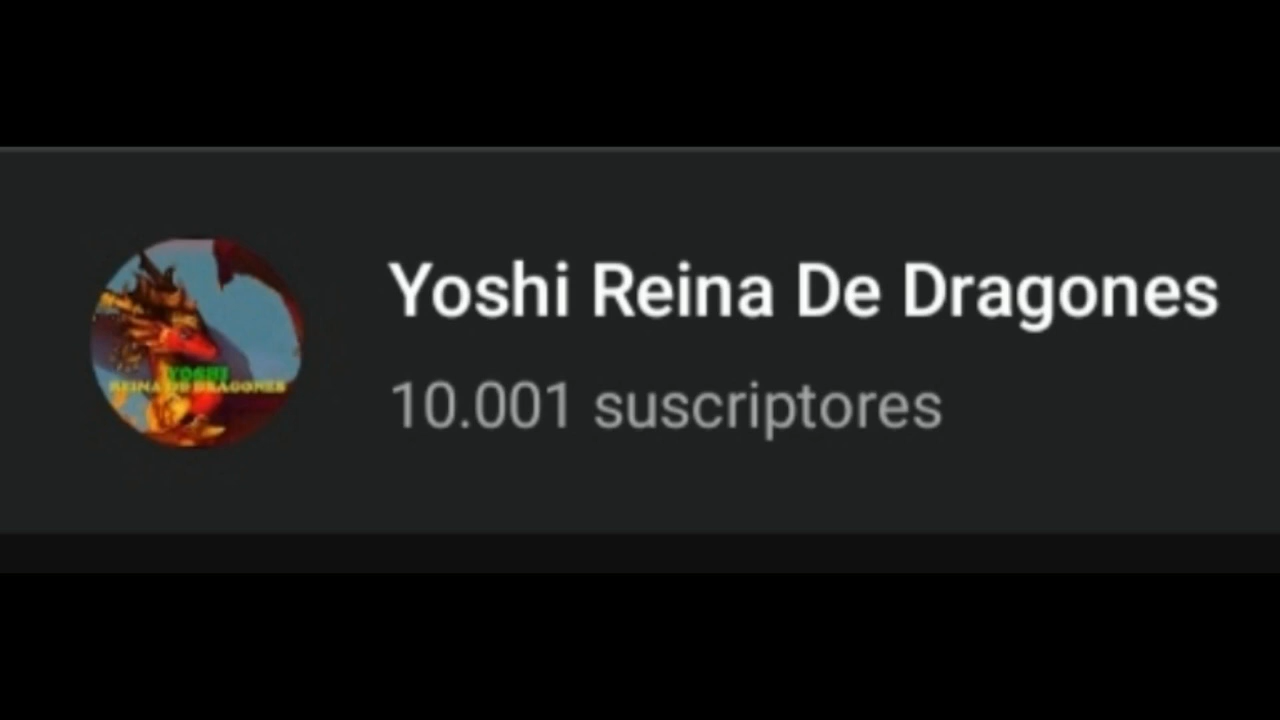 Yoshi Reina De Dragones
10.001 suscriptores
YOSHI
REINA DE DRAGONES